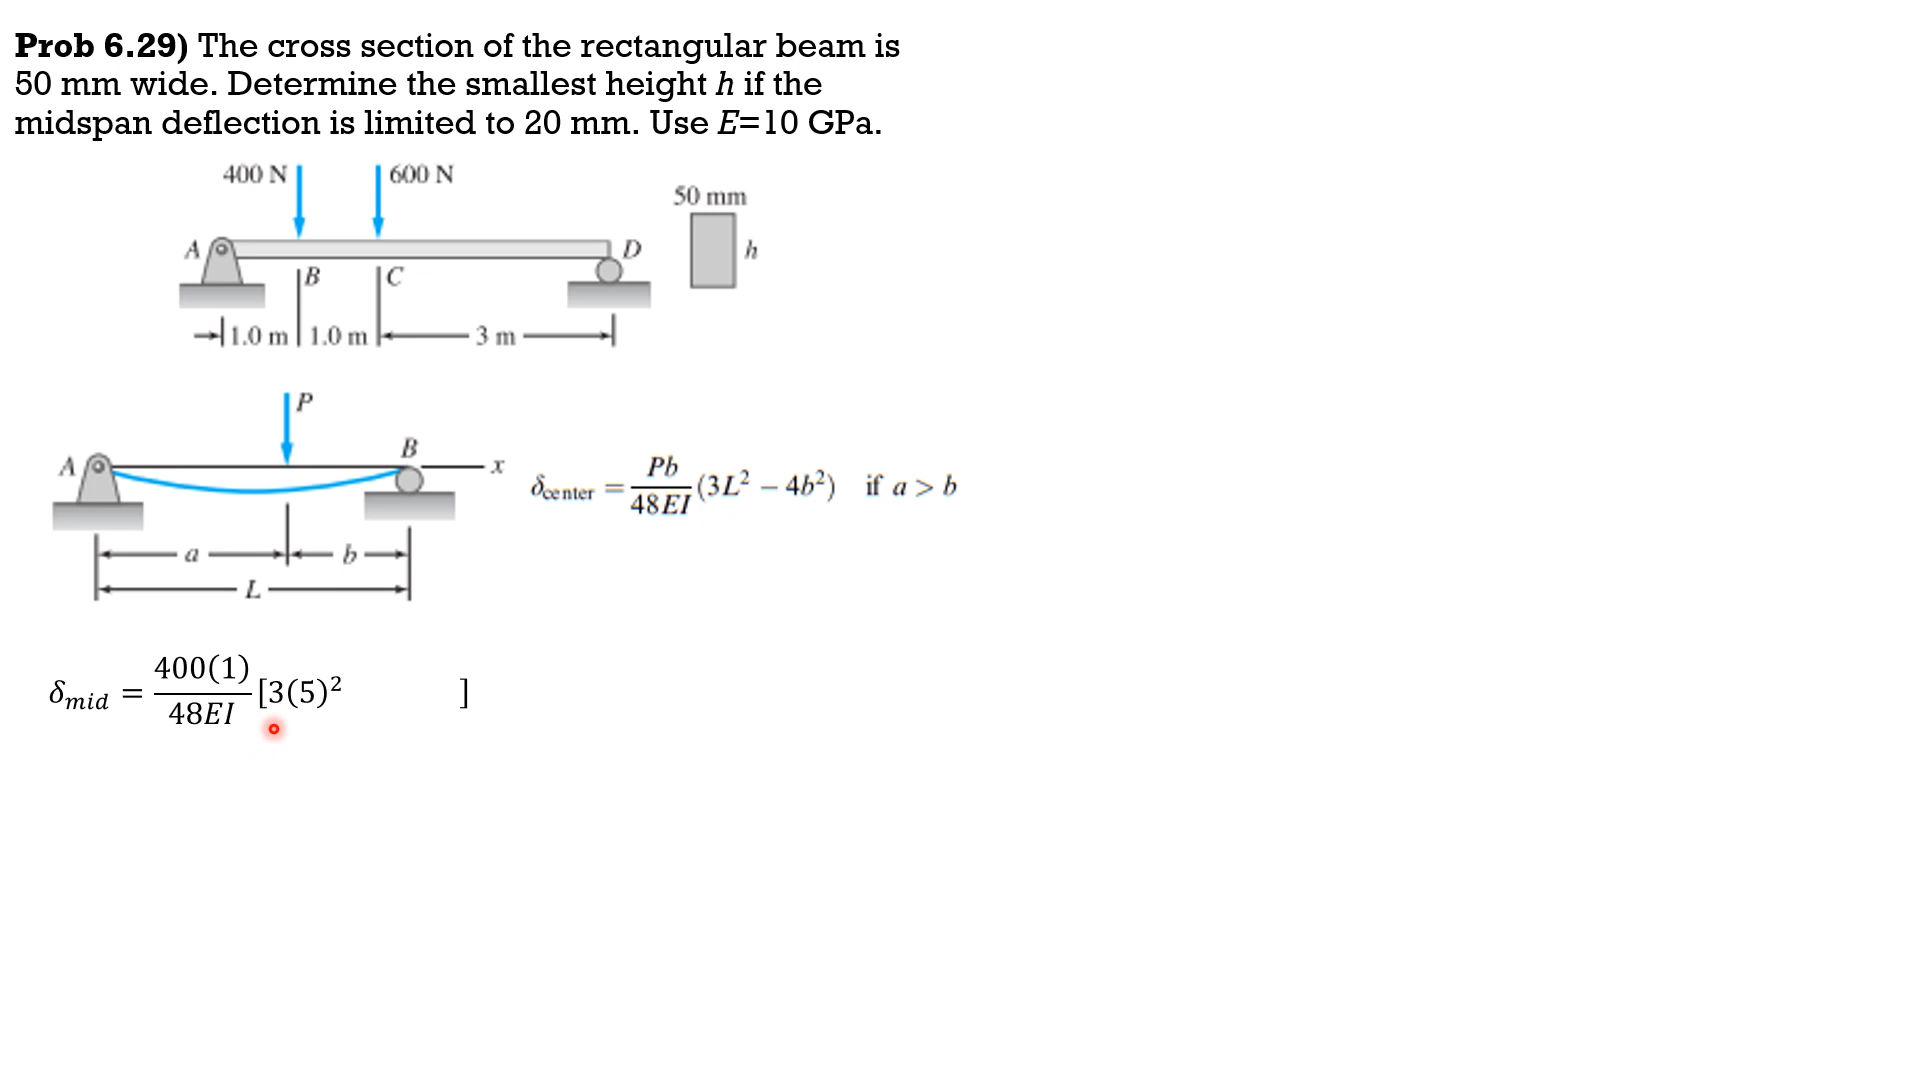 Prob 6.29) The cross section of the rectangular beam is
50 mm wide. Determine the smallest height h if the
midspan deflection is limited to 20 mm. Use E=10 GPa.
400 N 600 N
50 mm
A D h
B C
1.0 m 1.0 m 3 m
P
A B x
δcenter = Pb/48EI (3L² – 4b²) if a > b
a b
L
δmid = 400(1)/48EI [3(5)² ]